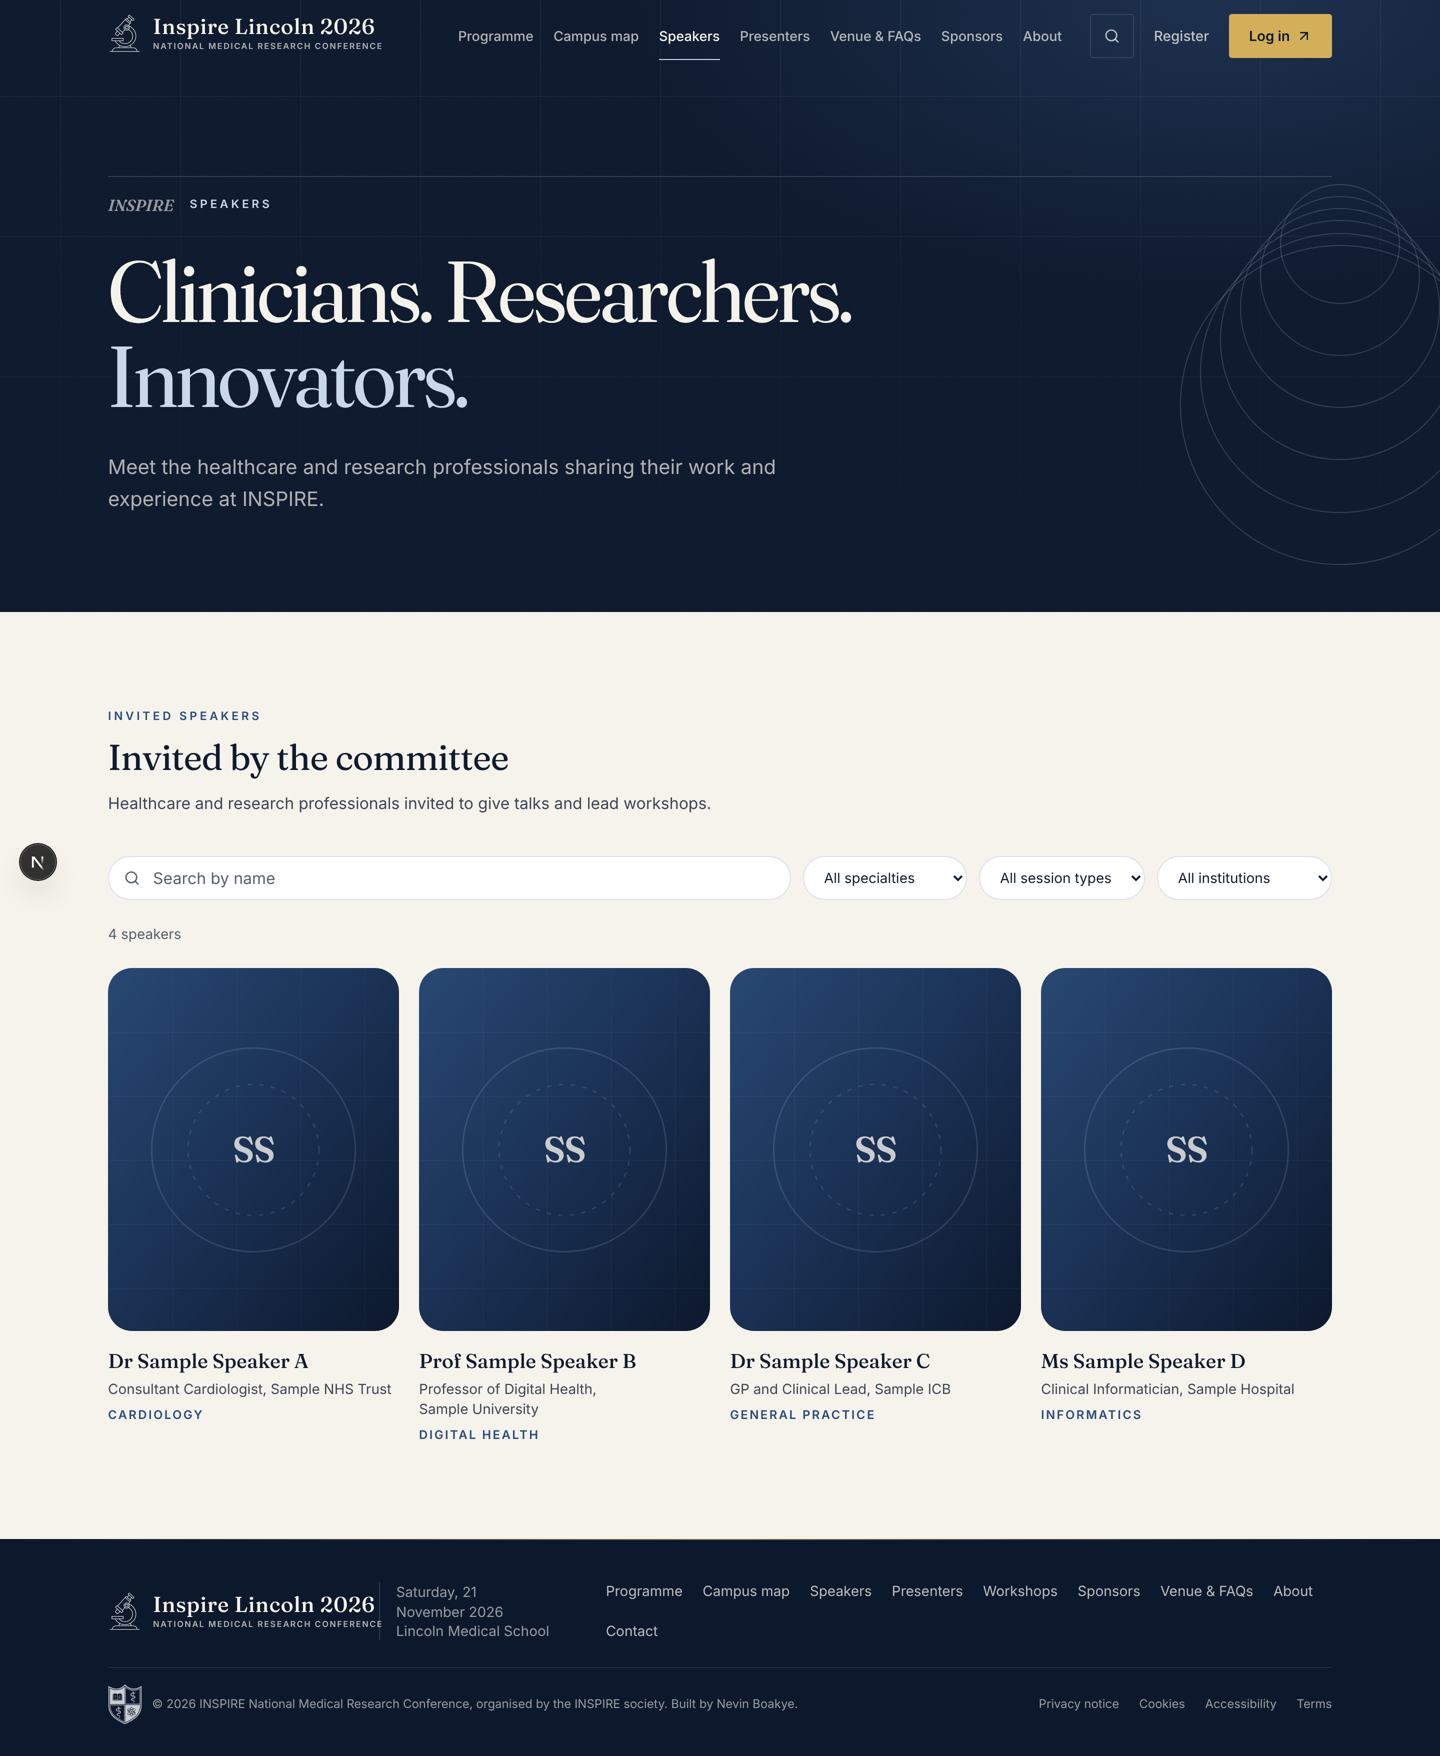 Inspire Lincoln 2026
NATIONAL MEDICAL RESEARCH CONFERENCE
Programme
Campus map
Speakers
Presenters
Venue & FAQs
Sponsors
About
Register
Log in
INSPIRE SPEAKERS
Clinicians. Researchers.
Innovators.
Meet the healthcare and research professionals sharing their work and
experience at INSPIRE.
INVITED SPEAKERS
Invited by the committee
Healthcare and research professionals invited to give talks and lead workshops.
N
Search by name
All specialties
All session types
All institutions
4 speakers
SS
SS
SS
SS
Dr Sample Speaker A
Consultant Cardiologist, Sample NHS Trust
CARDIOLOGY
Prof Sample Speaker B
Professor of Digital Health,
Sample University
DIGITAL HEALTH
Dr Sample Speaker C
GP and Clinical Lead, Sample ICB
GENERAL PRACTICE
Ms Sample Speaker D
Clinical Informatician, Sample Hospital
INFORMATICS
Inspire Lincoln 2026
NATIONAL MEDICAL RESEARCH CONFERENCE
Saturday, 21
November 2026
Lincoln Medical School
Programme
Campus map
Speakers
Presenters
Workshops
Sponsors
Venue & FAQs
About
Contact
© 2026 INSPIRE National Medical Research Conference, organised by the INSPIRE society. Built by Nevin Boakye.
Privacy notice
Cookies
Accessibility
Terms